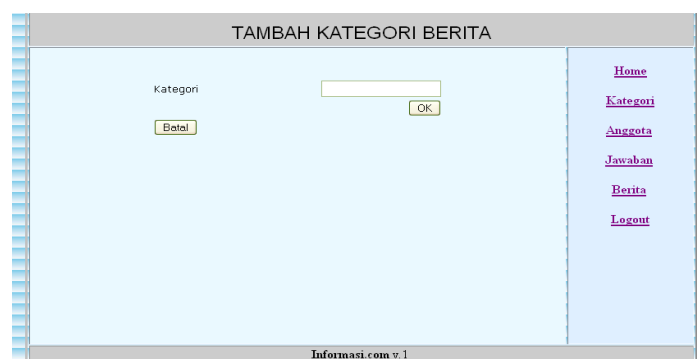 TAMBAH KATEGORI BERITA
Kategori
OK
Batal
Home
Kategori
Anggota
Jawaban
Berita
Logout
Informasi.com v.1